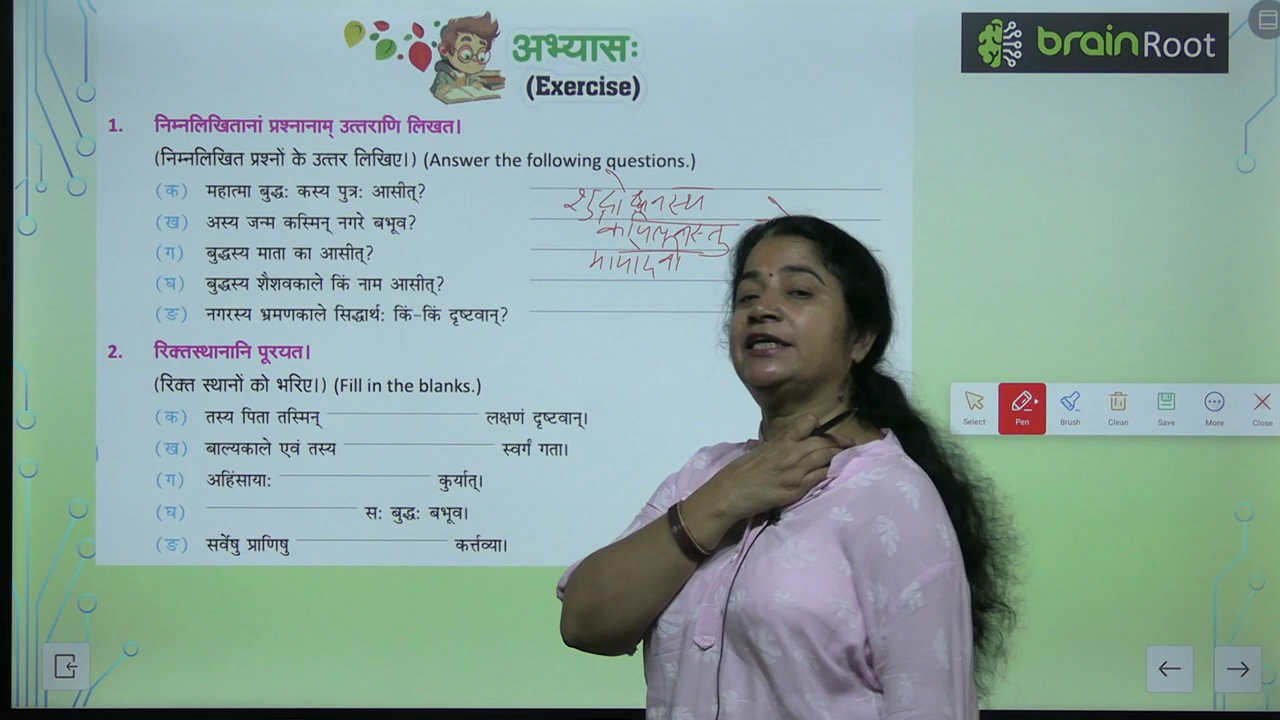 अभ्यासः
(Exercise)
brainRoot
1. निम्नलिखितानां प्रश्नानाम् उत्तराणि लिखत।
(निम्नलिखित प्रश्नों के उत्तर लिखिए।) (Answer the following questions.)
(क) महात्मा बुद्धः कस्य पुत्रः आसीत्?
(ख) अस्य जन्म कस्मिन् नगरे बभूव?
(ग) बुद्धस्य माता का आसीत्?
(घ) बुद्धस्य शैशवकाले किं नाम आसीत्?
(ङ) नगरस्य भ्रमणकाले सिद्धार्थः किं-किं दृष्टवान्?
2. रिक्तस्थानानि पूरयत।
(रिक्त स्थानों को भरिए।) (Fill in the blanks.)
(क) तस्य पिता तस्मिन् लक्षणं दृष्टवान्।
(ख) बाल्यकाले एवं तस्य स्वर्गं गता।
(ग) अहिंसायाः कुर्यात्।
(घ) सः बुद्धः बभूव।
(ङ) सर्वेषु प्राणिषु कर्त्तव्या।
Select Pen Brush Clean Save More Close